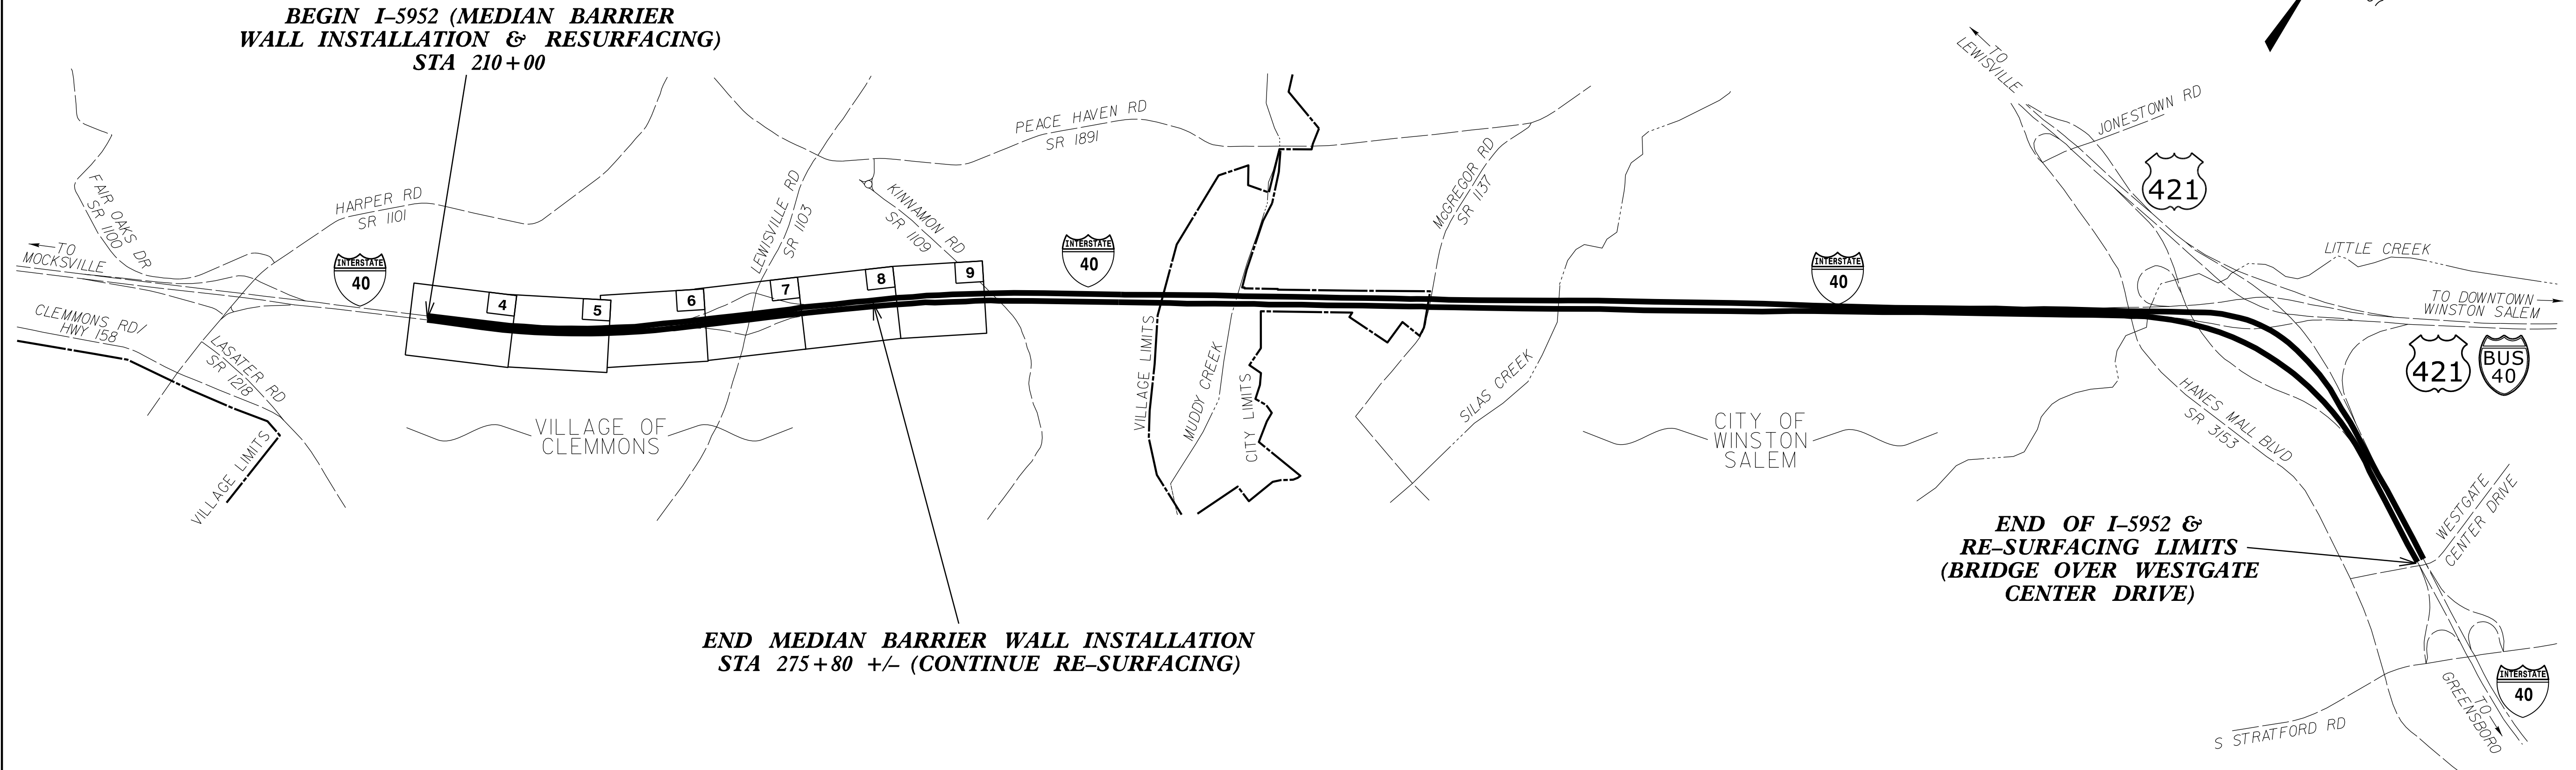 BEGIN I-5952 (MEDIAN BARRIER
WALL INSTALLATION & RESURFACING)
STA 210+00
FAIR OAKS DR
SR 1100
HARPER RD
SR 1101
TO
MOCKSVILLE
INTERSTATE
40
CLEMMONS RD/
HWY 158
LASATER RD
SR 1218
VILLAGE LIMITS
4
5
6
7
8
9
LEWISVILLE RD
SR 1103
KINNAMON RD
SR 1109
PEACE HAVEN RD
SR 1891
INTERSTATE
40
VILLAGE OF
CLEMMONS
VILLAGE LIMITS
MUDDY CREEK
CITY LIMITS
McGREGOR RD
SR 1137
SILAS CREEK
END MEDIAN BARRIER WALL INSTALLATION
STA 275+80 +/- (CONTINUE RE-SURFACING)
CITY OF
WINSTON
SALEM
INTERSTATE
40
TO
LEWISVILLE
JONESTOWN RD
421
LITTLE CREEK
TO DOWNTOWN
WINSTON SALEM
421
BUS
40
HANES MALL BLVD
SR 3153
WESTGATE
CENTER DRIVE
END OF I-5952 &
RE-SURFACING LIMITS
(BRIDGE OVER WESTGATE
CENTER DRIVE)
S STRATFORD RD
TO
GREENSBORO
INTERSTATE
40